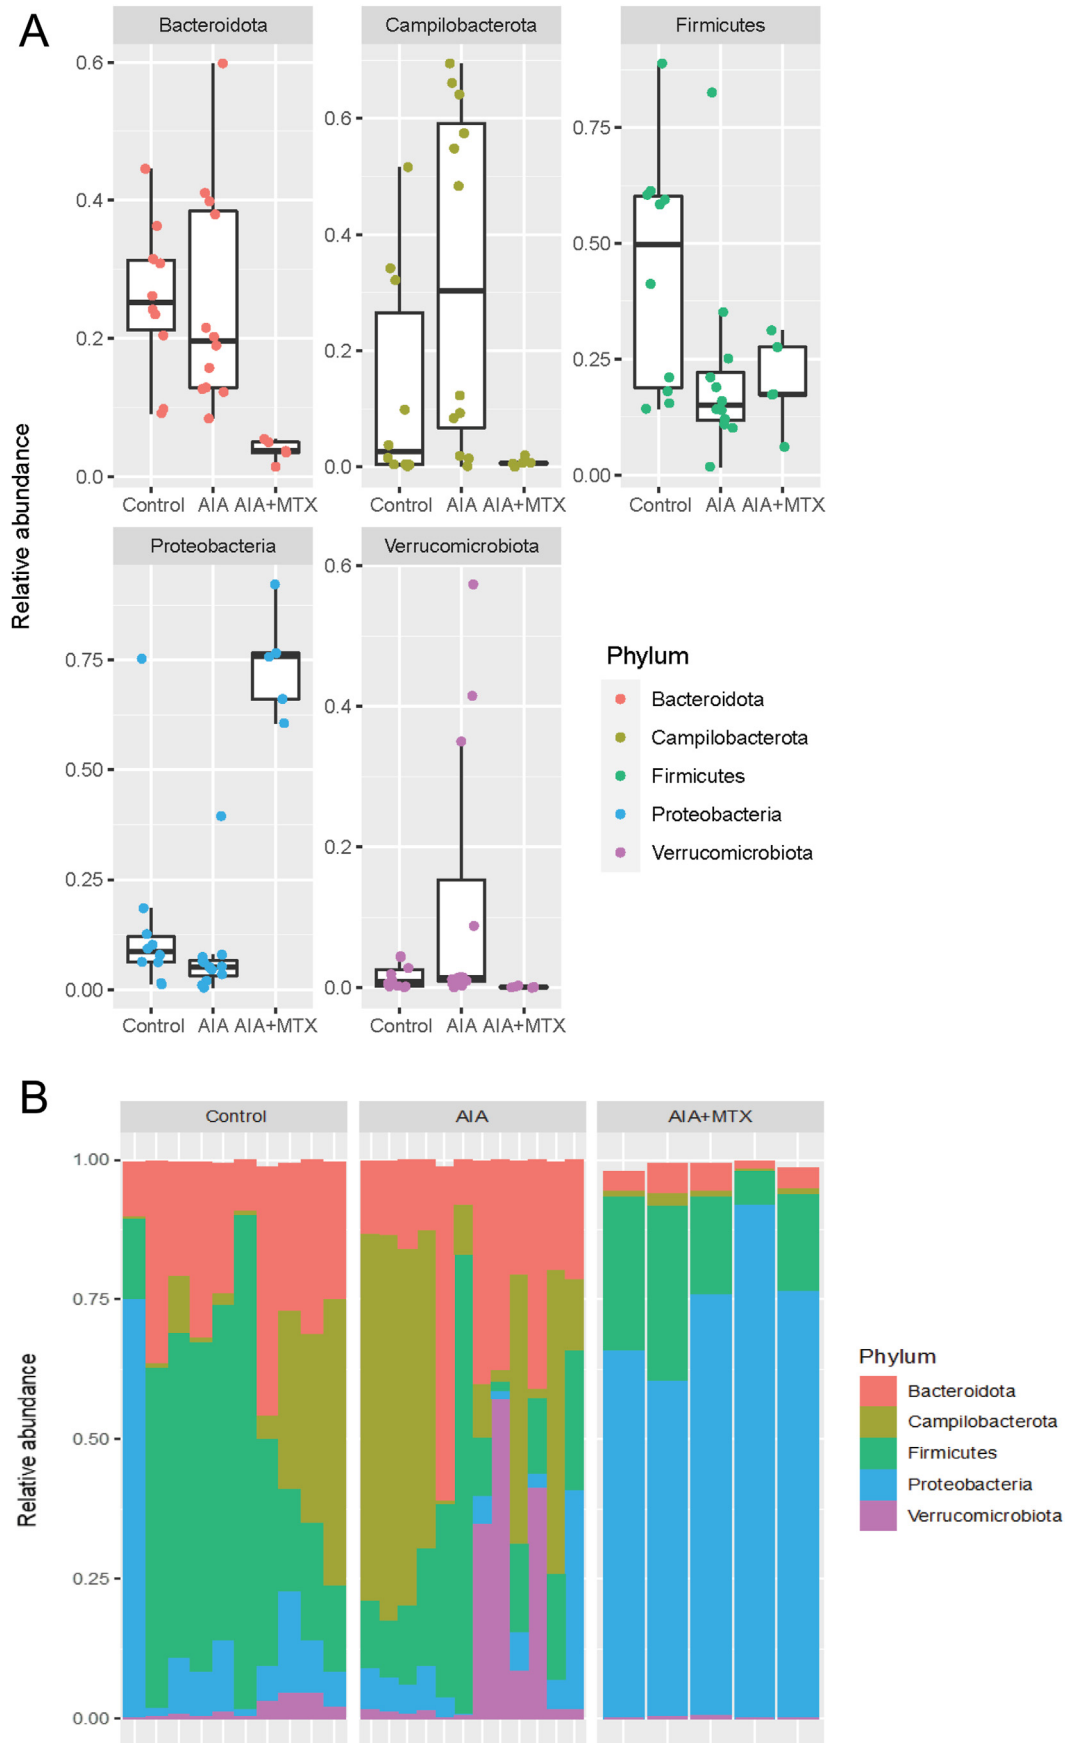 A
Bacteroidota
Campilobacterota
Firmicutes
0.6
0.4
0.2
0.0
0.6
0.4
0.2
0.0
0.75
0.50
0.25
0.00
Control AIA AIA+MTX
Control AIA AIA+MTX
Control AIA AIA+MTX
Relative abundance
Proteobacteria
Verrucomicrobiota
0.75
0.50
0.25
0.00
0.6
0.4
0.2
0.0
Control AIA AIA+MTX
Control AIA AIA+MTX
Phylum
Bacteroidota
Campilobacterota
Firmicutes
Proteobacteria
Verrucomicrobiota
B
Control
AIA
AIA+MTX
1.00
0.75
0.50
0.25
0.00
Relative abundance
Phylum
Bacteroidota
Campilobacterota
Firmicutes
Proteobacteria
Verrucomicrobiota